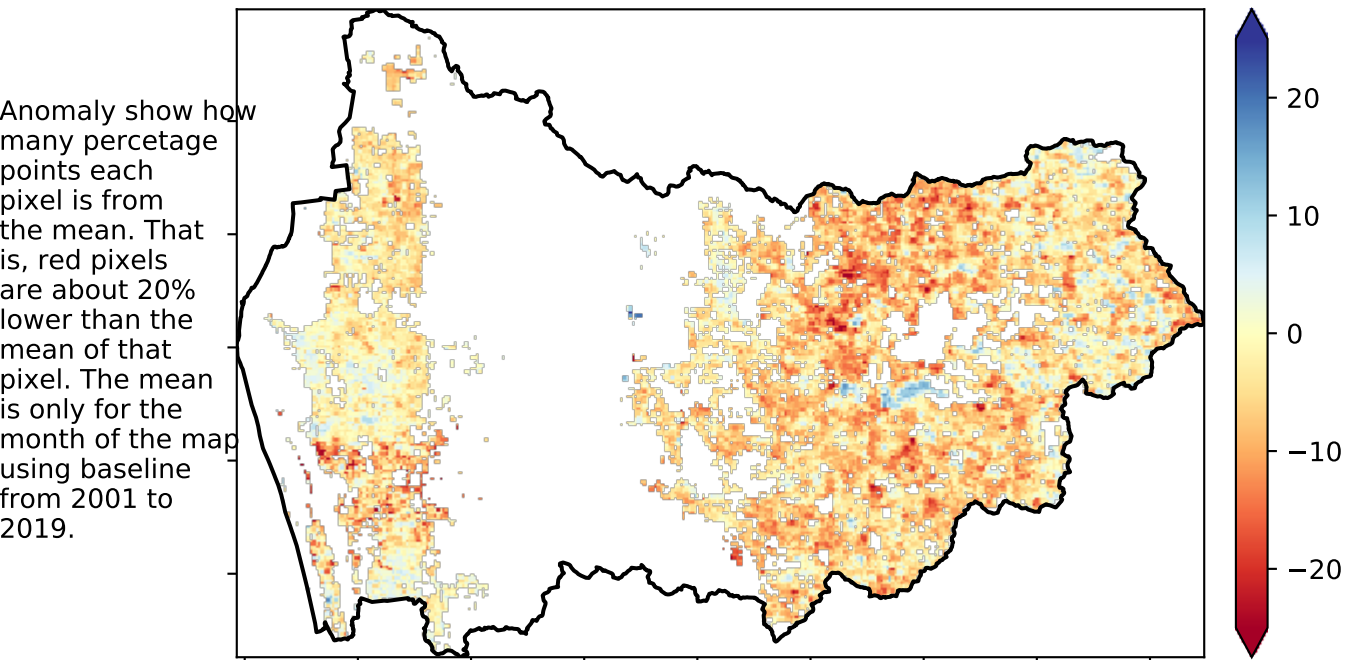 Anomaly show how
many percetage
points each
pixel is from
the mean. That
is, red pixels
are about 20%
lower than the
mean of that
pixel. The mean
is only for the
month of the map
using baseline
from 2001 to
2019.
20
10
0
−10
−20